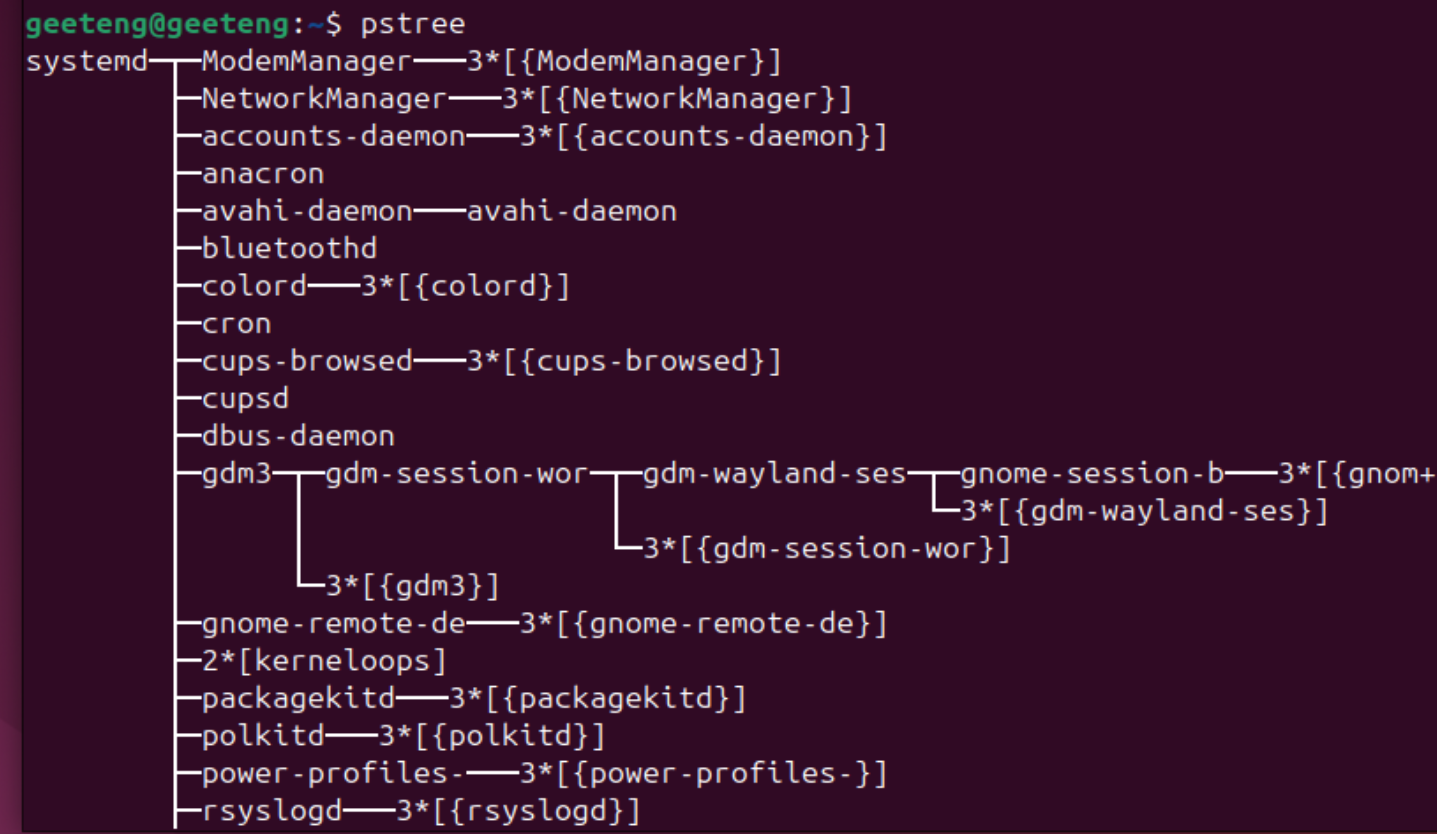 geeteng@geeteng:~$ pstree
systemd─┬─ModemManager───3*[{ModemManager}]
        ├─NetworkManager───3*[{NetworkManager}]
        ├─accounts-daemon───3*[{accounts-daemon}]
        ├─anacron
        ├─avahi-daemon───avahi-daemon
        ├─bluetoothd
        ├─colord───3*[{colord}]
        ├─cron
        ├─cups-browsed───3*[{cups-browsed}]
        ├─cupsd
        ├─dbus-daemon
        ├─gdm3─┬─gdm-session-wor─┬─gdm-wayland-ses─┬─gnome-session-b───3*[{gnom+
        │      │                 │                 └─3*[{gdm-wayland-ses}]
        │      │                 └─3*[{gdm-session-wor}]
        │      └─3*[{gdm3}]
        ├─gnome-remote-de───3*[{gnome-remote-de}]
        ├─2*[kerneloops]
        ├─packagekitd───3*[{packagekitd}]
        ├─polkitd───3*[{polkitd}]
        ├─power-profiles-───3*[{power-profiles-}]
        ├─rsyslogd───3*[{rsyslogd}]